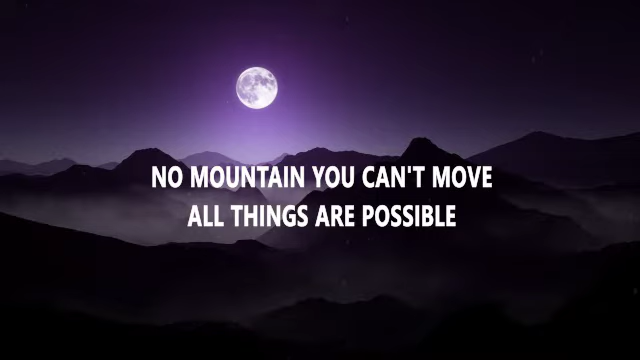 NO MOUNTAIN YOU CAN'T MOVE
ALL THINGS ARE POSSIBLE